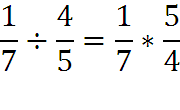 1/7 ÷ 4/5 = 1/7 * 5/4